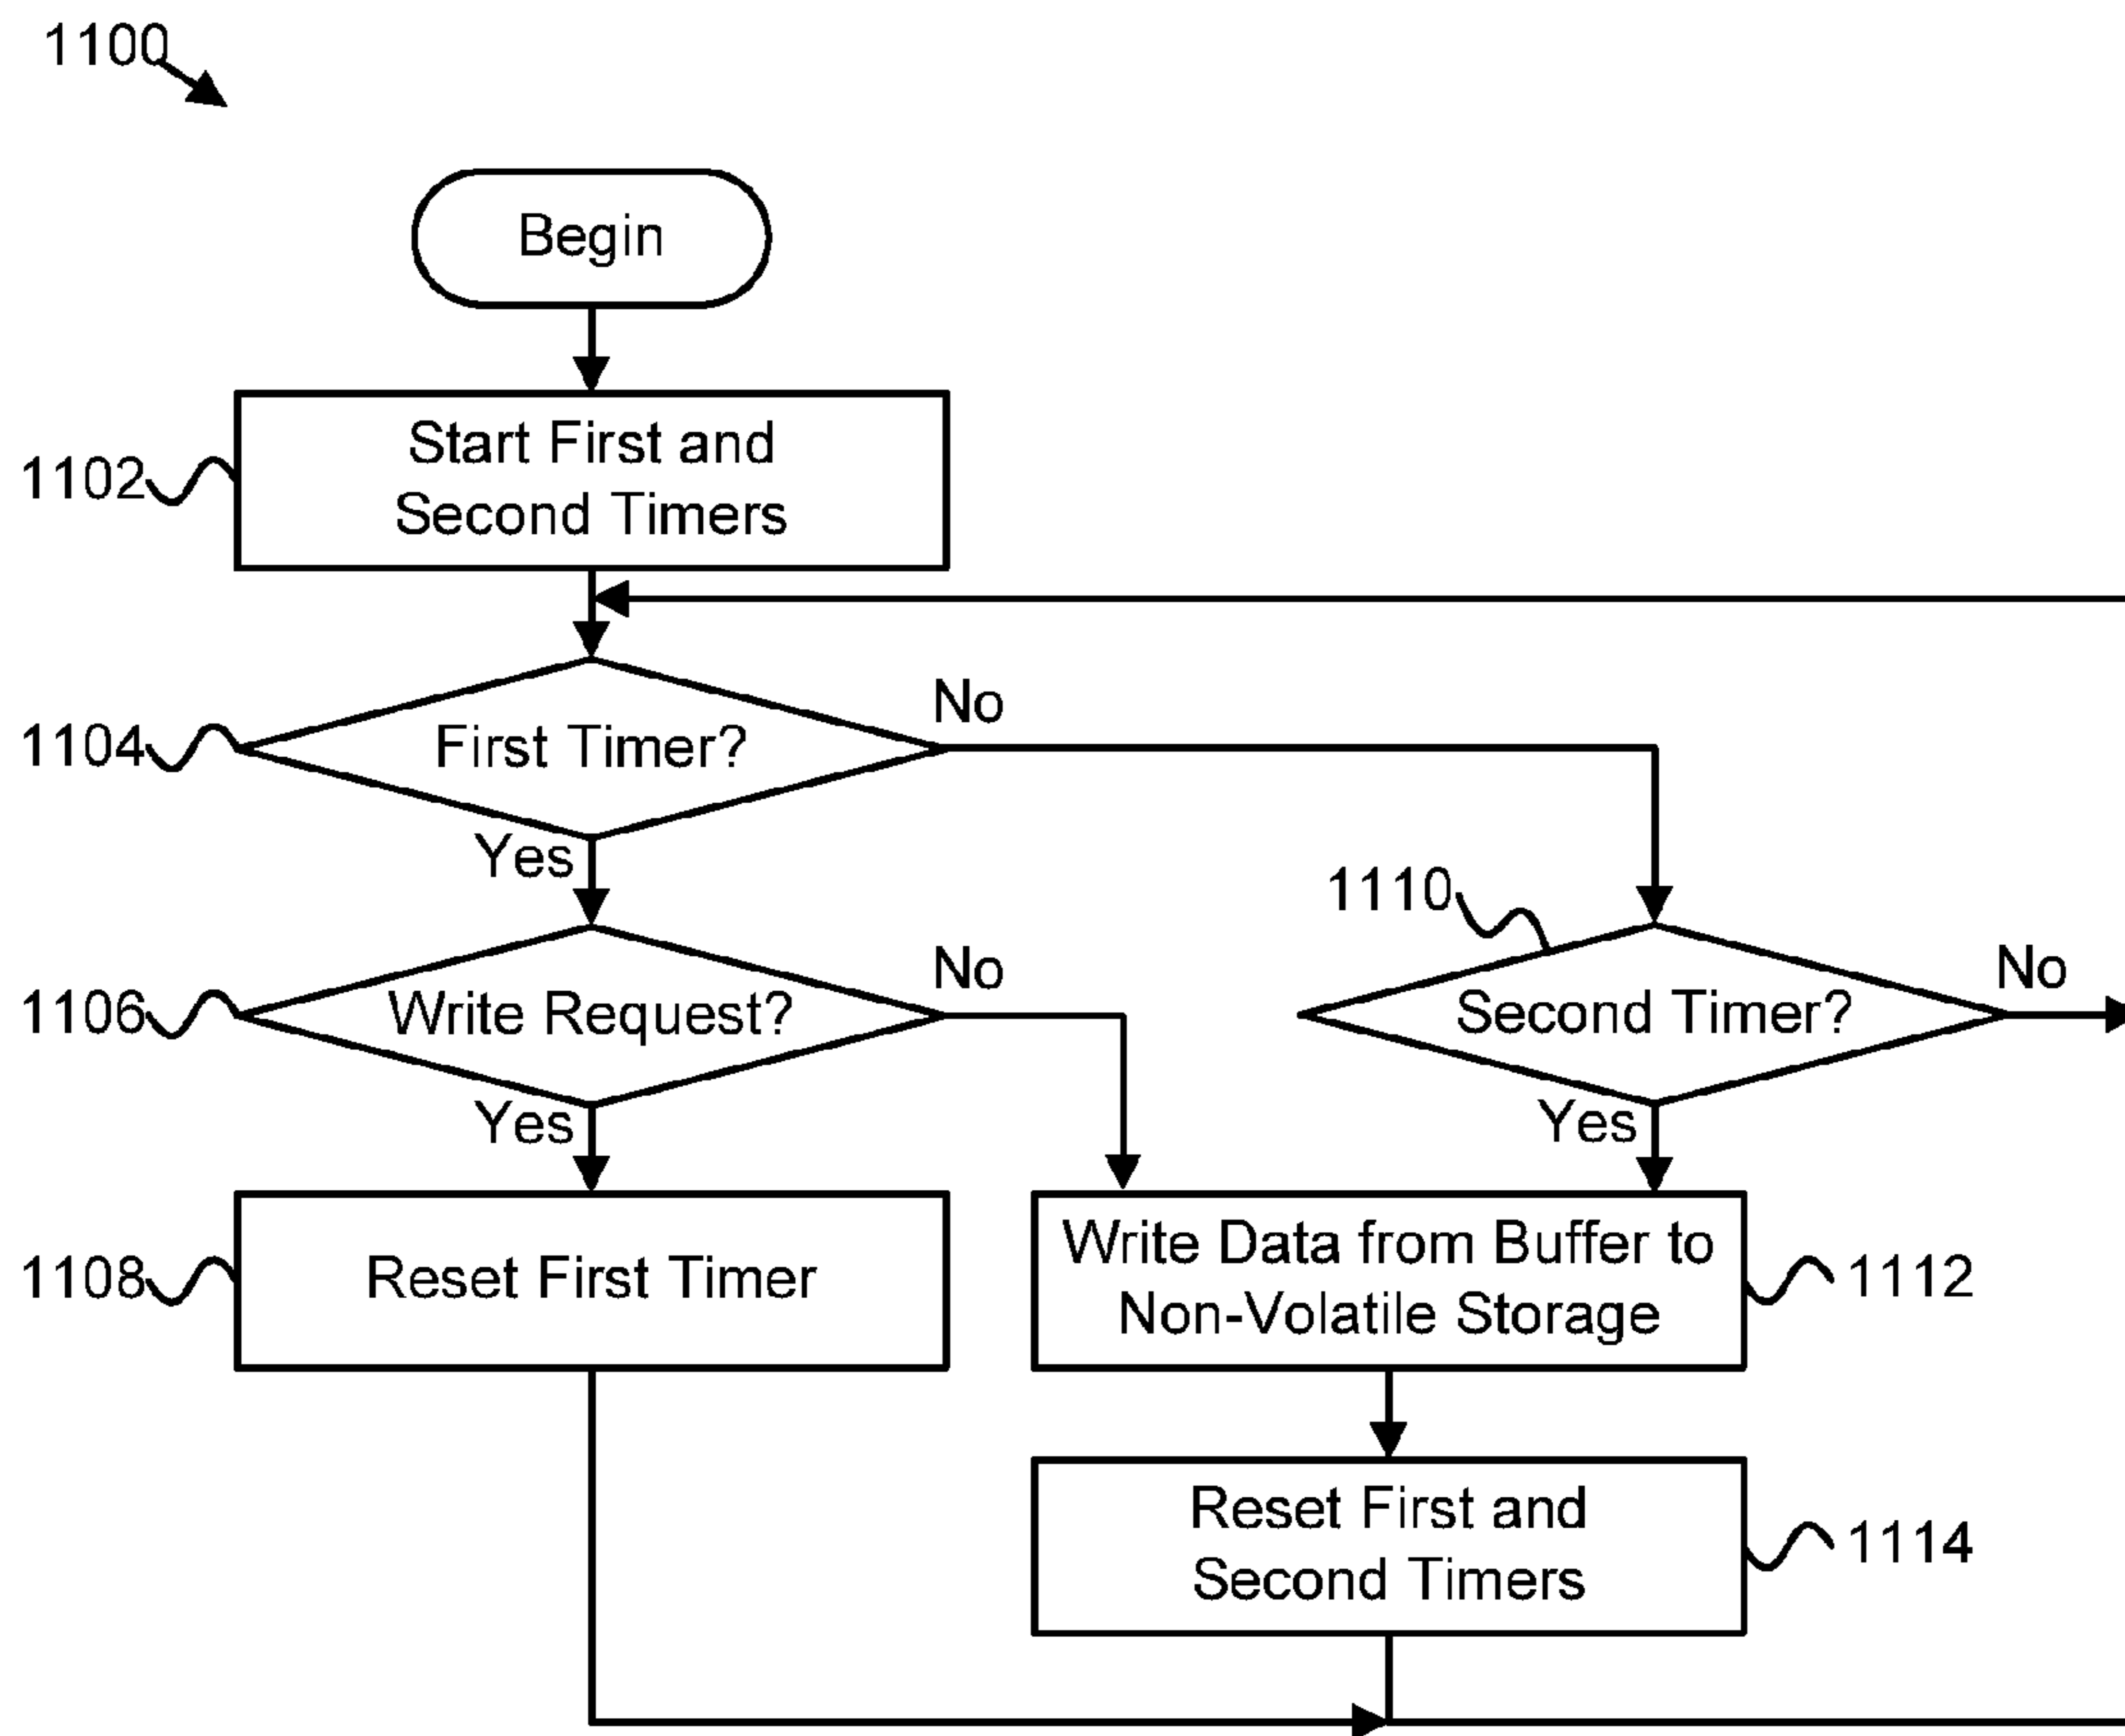 1100
Begin
1102
Start First and
Second Timers
1104
First Timer?
No
Yes
1110
1106
Write Request?
No
Second Timer?
No
Yes
Yes
1108
Reset First Timer
Write Data from Buffer to
Non-Volatile Storage
1112
Reset First and
Second Timers
1114